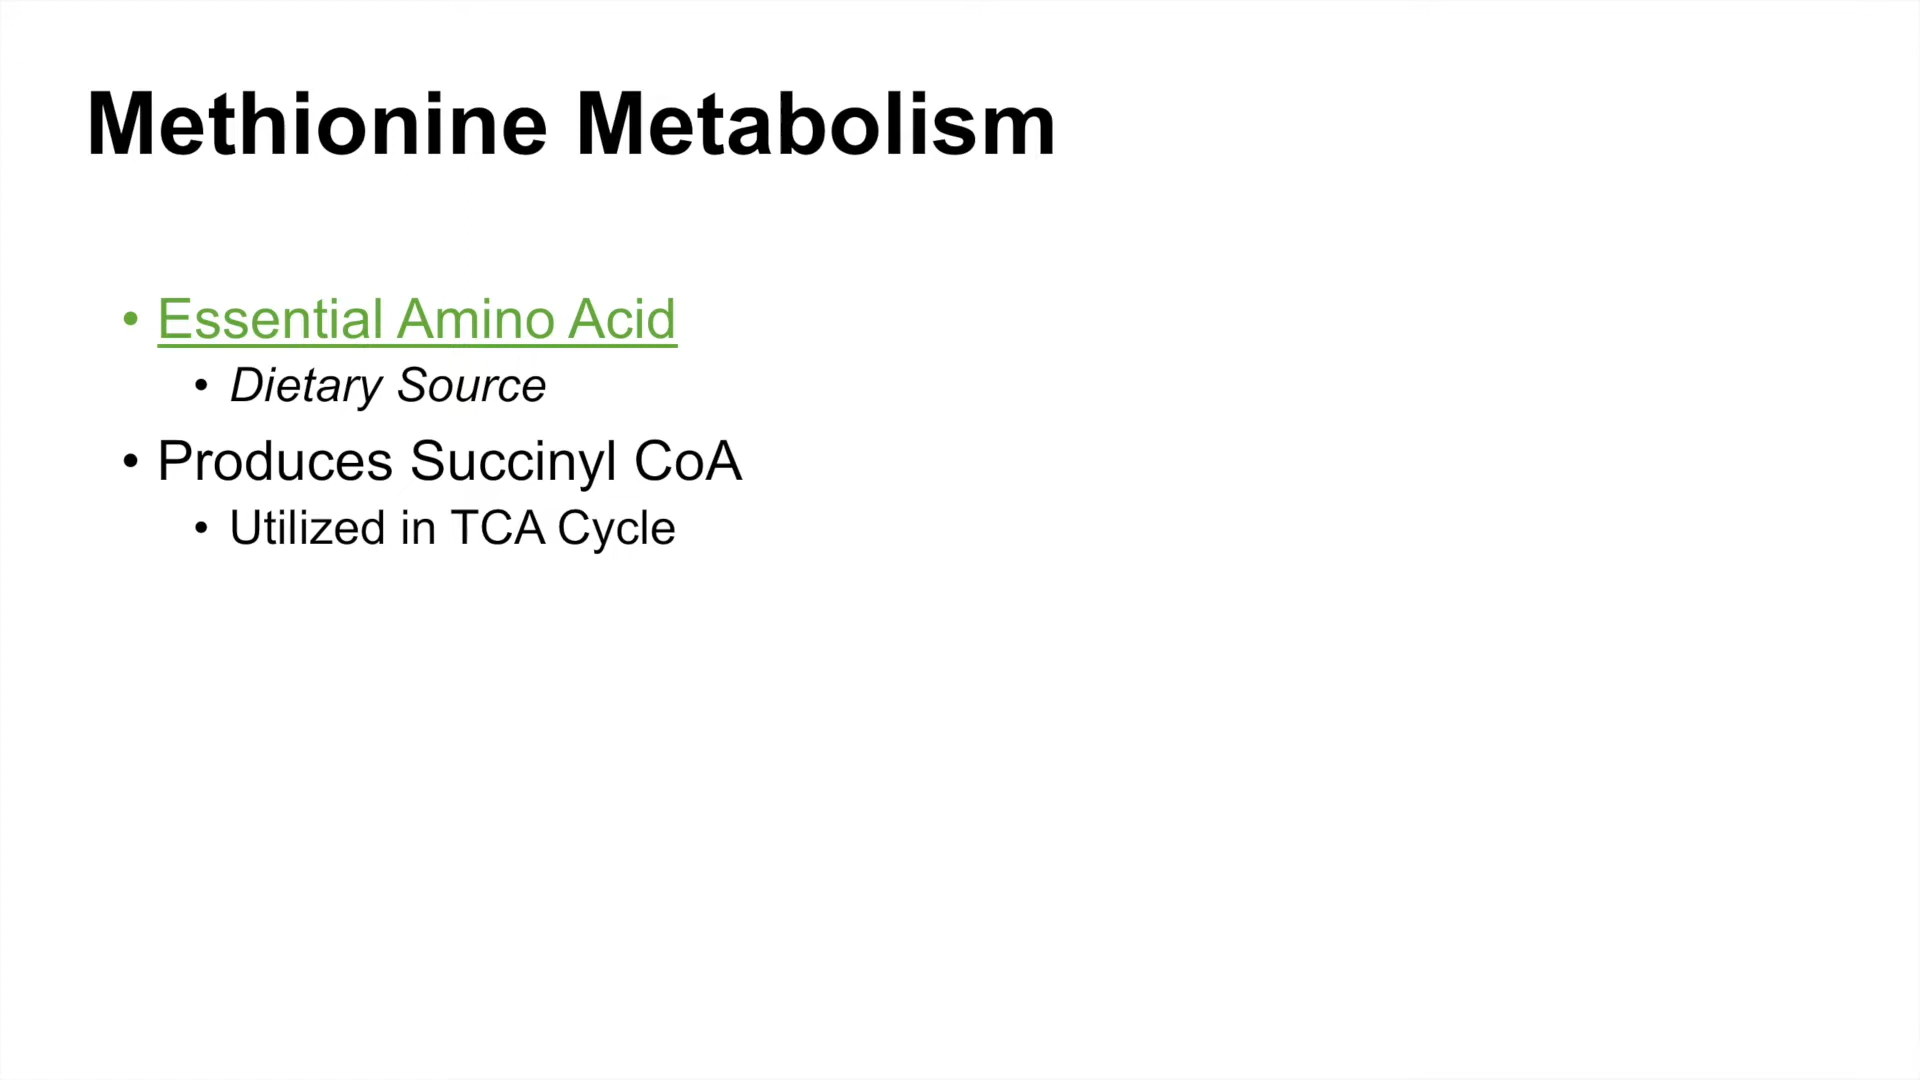 Methionine Metabolism
• Essential Amino Acid
• Dietary Source
• Produces Succinyl CoA
• Utilized in TCA Cycle